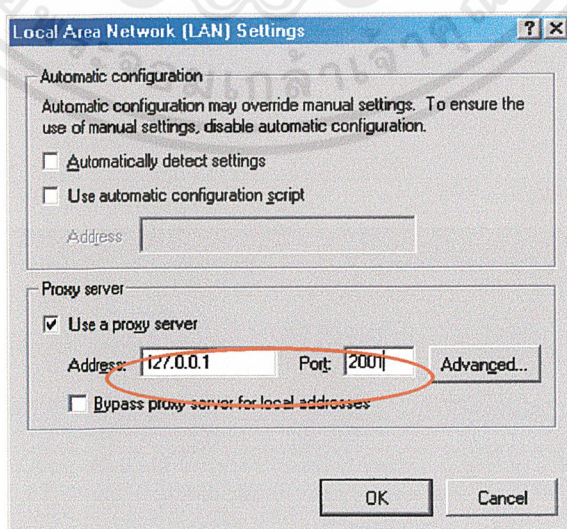 Local Area Network (LAN) Settings
Automatic configuration
Automatic configuration may override manual settings. To ensure the
use of manual settings, disable automatic configuration.
Automatically detect settings
Use automatic configuration script
Address
Proxy server
Use a proxy server
Address: 127.0.0.1 Port: 2001 Advanced...
Bypass proxy server for local addresses
OK Cancel